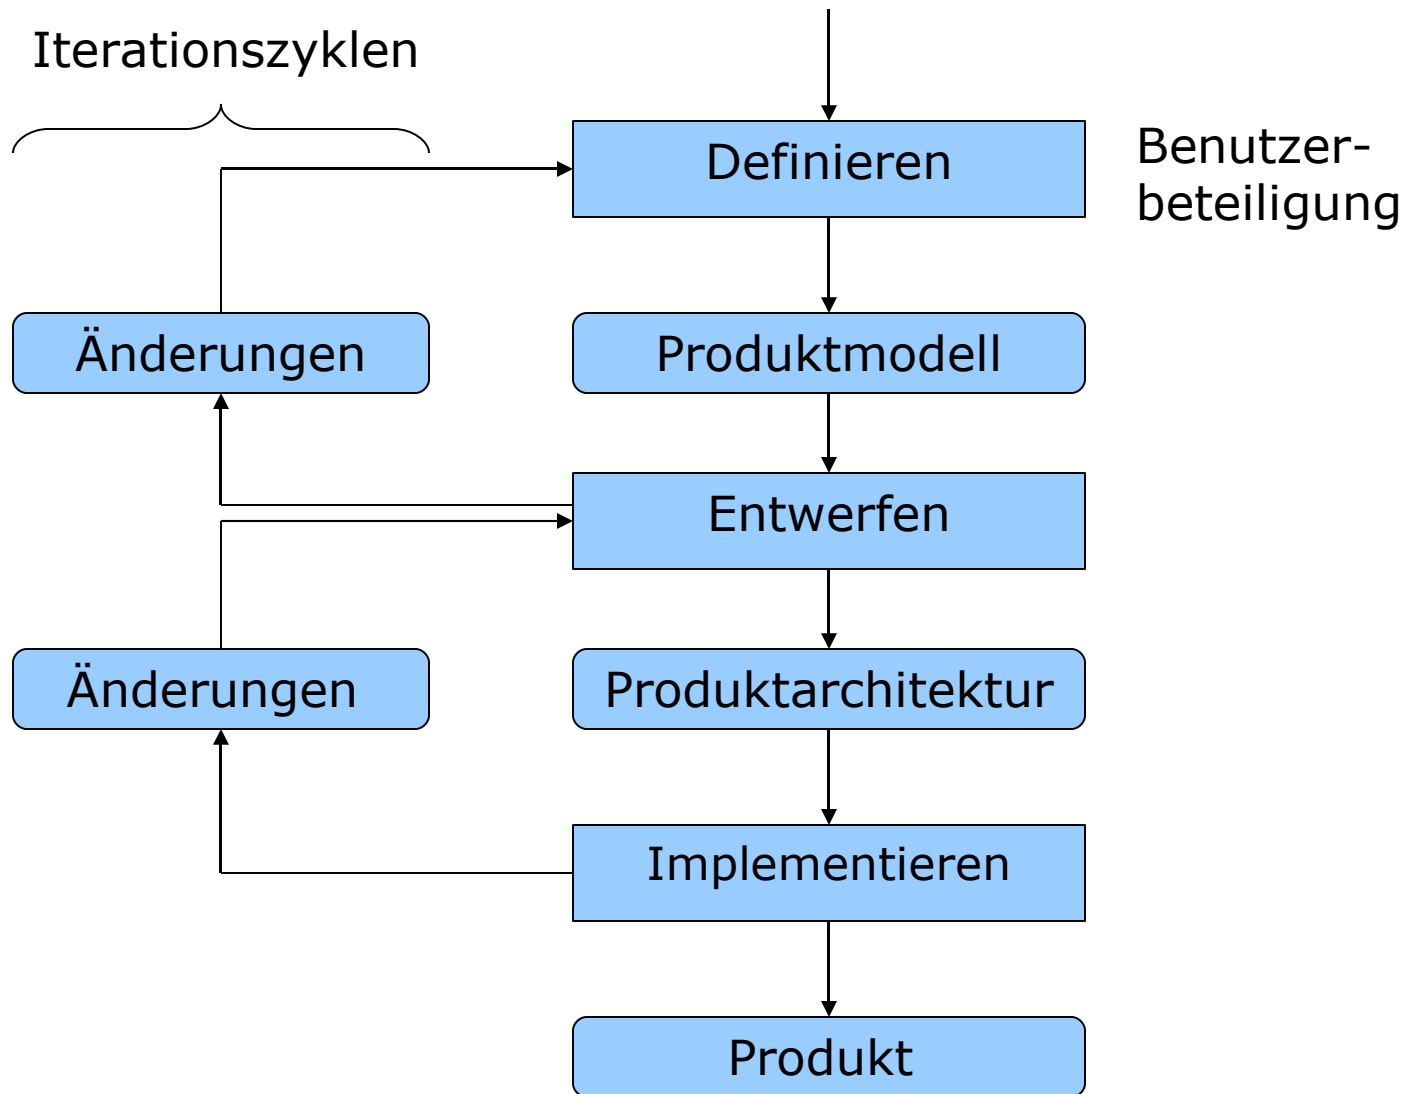 Iterationszyklen
Definieren
Benutzer-
beteiligung
Änderungen
Produktmodell
Entwerfen
Änderungen
Produktarchitektur
Implementieren
Produkt